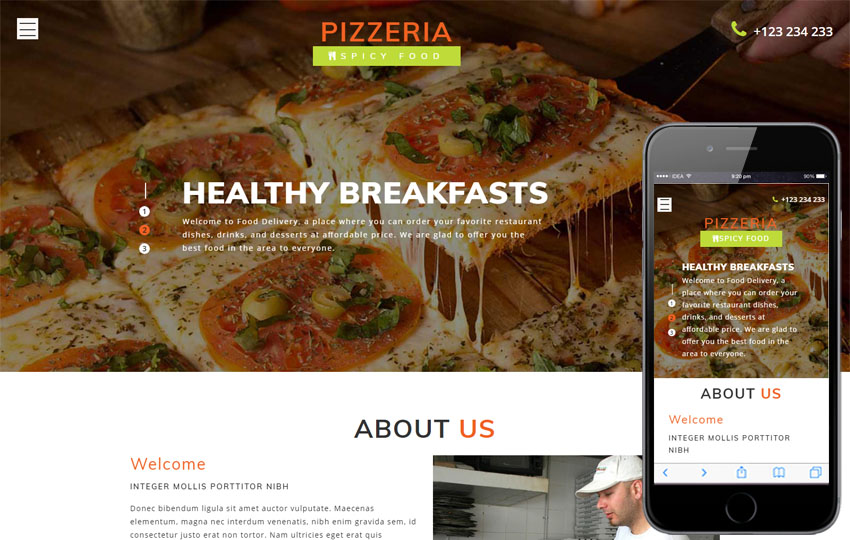 PIZZERIA
SPICY FOOD
+123 234 233
HEALTHY BREAKFASTS
1
2
3
Welcome to Food Delivery, a place where you can order your favorite restaurant
dishes, drinks, and desserts at affordable price. We are glad to offer you the
best food in the area to everyone.
ABOUT US
Welcome
INTEGER MOLLIS PORTTITOR NIBH
Donec bibendum ligula sit amet auctor vulputate. Maecenas
elementum, magna nec interdum venenatis, nibh enim gravida sem, id
consectetur justo erat non tortor. Nam ultricies eget erat quis
IDEA
9:20 pm
90%
+123 234 233
PIZZERIA
SPICY FOOD
HEALTHY BREAKFASTS
1
2
3
Welcome to Food Delivery, a
place where you can order your
favorite restaurant dishes,
drinks, and desserts at
affordable price. We are glad to
offer you the best food in the
area to everyone.
ABOUT US
Welcome
INTEGER MOLLIS PORTTITOR
NIBH